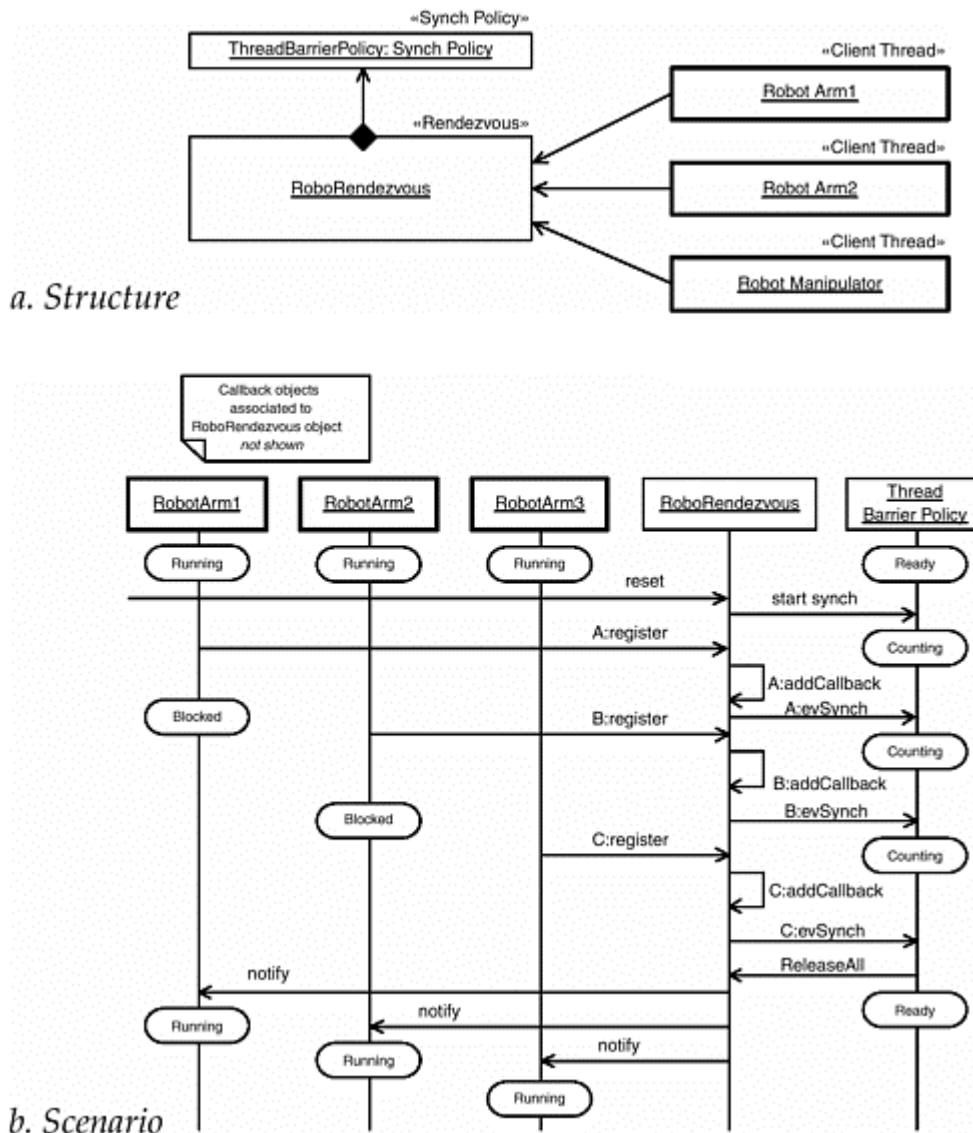 «Synch Policy»
ThreadBarrierPolicy: Synch Policy
«Client Thread»
Robot Arm1
«Rendezvous»
RoboRendezvous
«Client Thread»
Robot Arm2
«Client Thread»
Robot Manipulator
a. Structure
Callback objects
associated to
RoboRendezvous object
not shown
RobotArm1
RobotArm2
RobotArm3
RoboRendezvous
Thread
Barrier Policy
Running
Running
Running
Ready
reset
start synch
A:register
Counting
A:addCallback
Blocked
A:evSynch
B:register
Counting
B:addCallback
Blocked
B:evSynch
C:register
Counting
C:addCallback
C:evSynch
ReleaseAll
notify
Ready
Running
notify
Running
notify
Running
b. Scenario